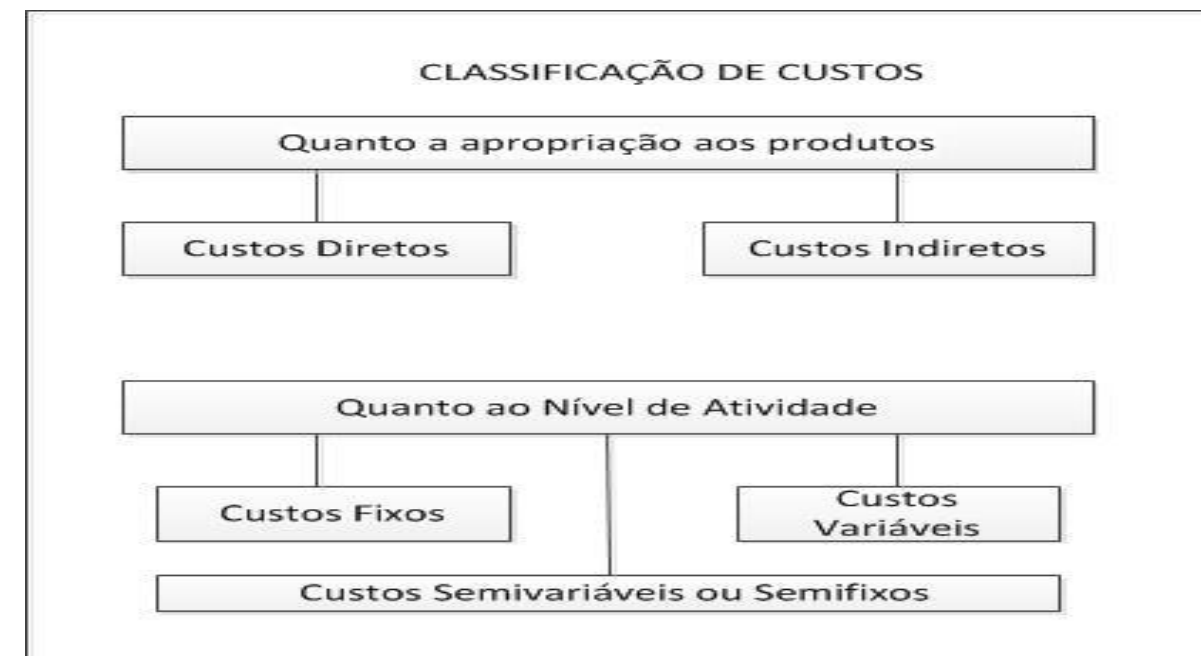 CLASSIFICAÇÃO DE CUSTOS
Quanto a apropriação aos produtos
Custos Diretos
Custos Indiretos
Quanto ao Nível de Atividade
Custos Fixos
Custos
Variáveis
Custos Semivariáveis ou Semifixos